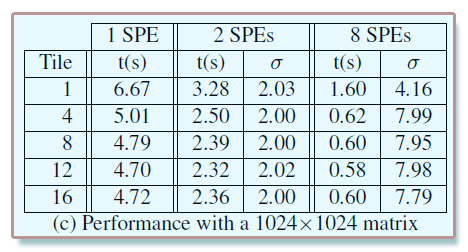 1 SPE 2 SPEs 8 SPEs
Tile t(s) t(s) σ t(s) σ
1 6.67 3.28 2.03 1.60 4.16
4 5.01 2.50 2.00 0.62 7.99
8 4.79 2.39 2.00 0.60 7.95
12 4.70 2.32 2.02 0.58 7.98
16 4.72 2.36 2.00 0.60 7.79
(c) Performance with a 1024×1024 matrix